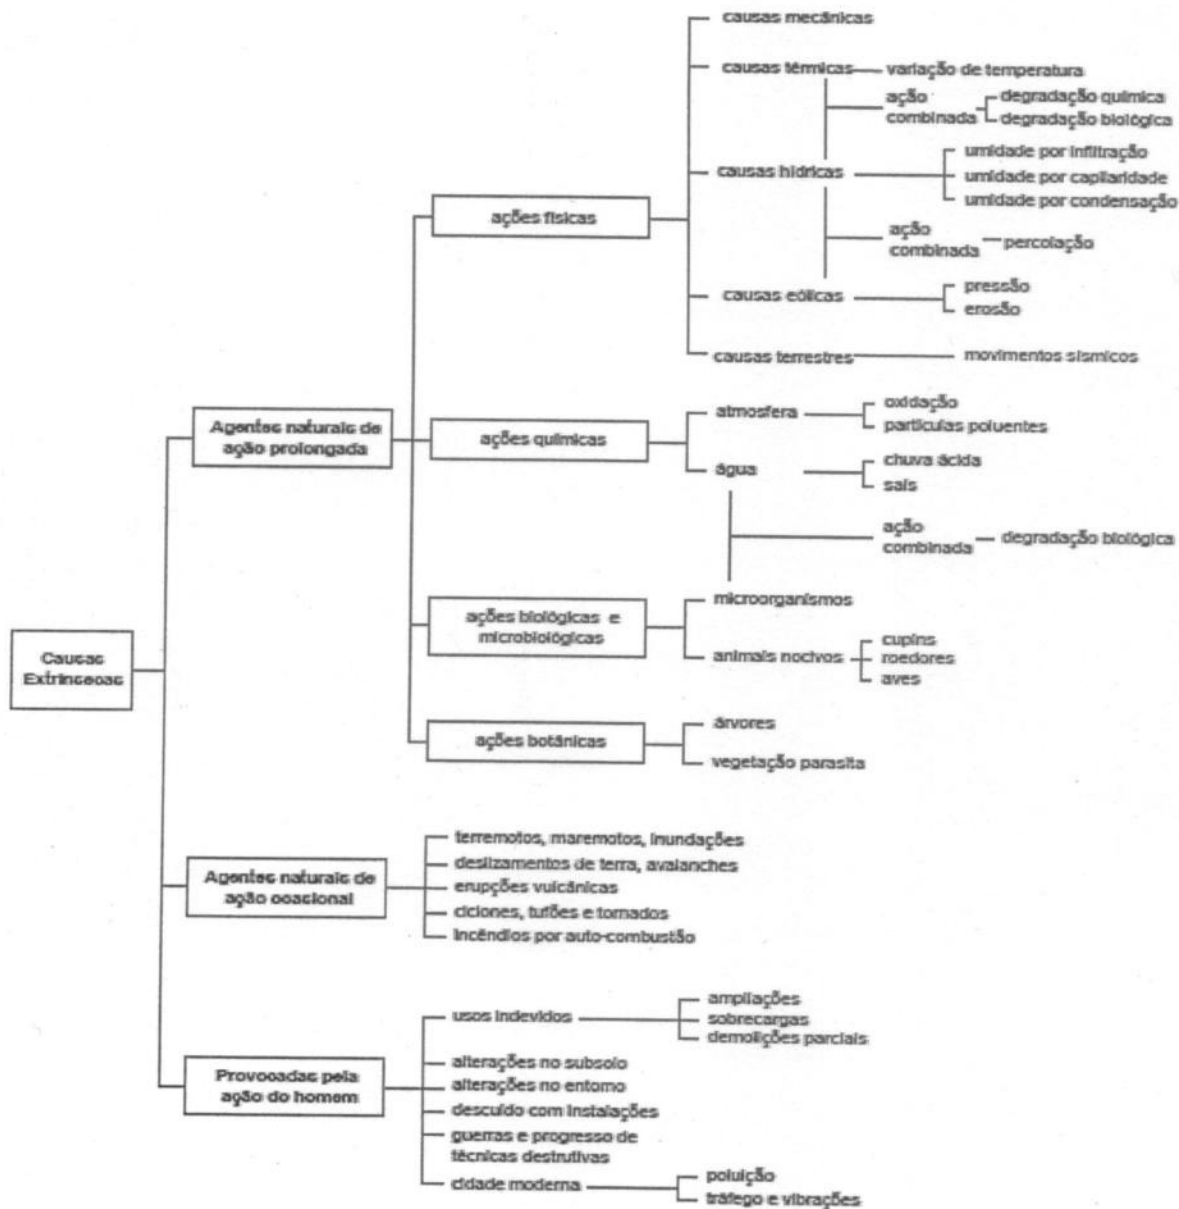 causas mecânicas
causas térmicas
variação de temperatura
ação
combinada
degradação química
degradação biológica
causas hídricas
umidade por infiltração
umidade por capilaridade
umidade por condensação
ações físicas
ação
combinada
percolação
causas eólicas
pressão
erosão
causas terrestres
movimentos sísmicos
Agentes naturais de
ação prolongada
ações químicas
atmosfera
oxidação
partículas poluentes
água
chuva ácida
sais
ação
combinada
degradação biológica
ações biológicas e
microbiológicas
microorganismos
animais nocivos
cupins
roedores
aves
Causas
Extrínsecas
ações botânicas
árvores
vegetação parasita
Agentes naturais de
ação ocasional
terremotos, maremotos, inundações
deslizamentos de terra, avalanches
erupções vulcânicas
ciclones, tufões e tornados
incêndios por auto-combustão
Provocadas pela
ação do homem
usos indevidos
ampliações
sobrecargas
demolições parciais
alterações no subsolo
alterações no entorno
descuido com instalações
guerras e progresso de
técnicas destrutivas
cidade moderna
poluição
tráfego e vibrações